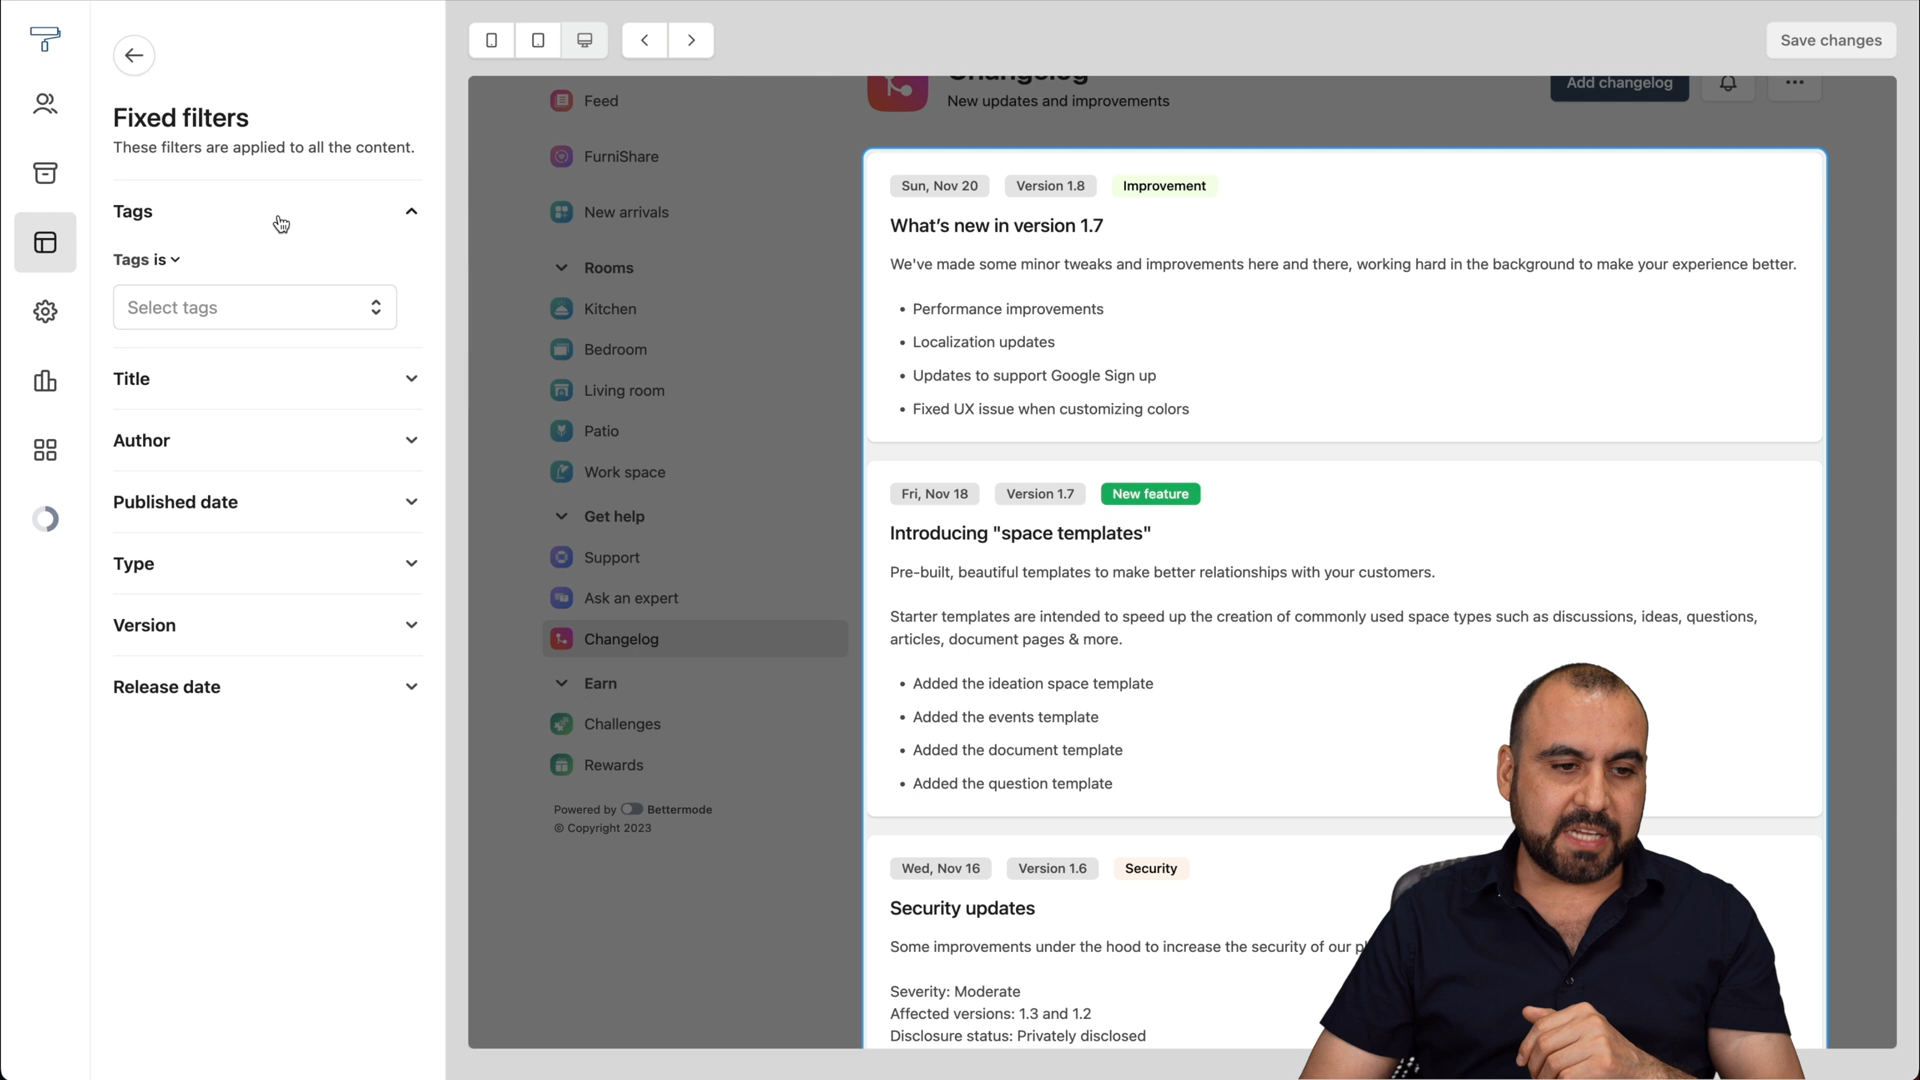 Save changes
Fixed filters
These filters are applied to all the content.
Tags
Tags is
Select tags
Title
Author
Published date
Type
Version
Release date
Feed
FurniShare
New arrivals
Rooms
Kitchen
Bedroom
Living room
Patio
Work space
Get help
Support
Ask an expert
Changelog
Earn
Challenges
Rewards
Powered by Bettermode
© Copyright 2023
Changelog
New updates and improvements
Add changelog
Sun, Nov 20 Version 1.8 Improvement
What's new in version 1.7
We've made some minor tweaks and improvements here and there, working hard in the background to make your experience better.
• Performance improvements
• Localization updates
• Updates to support Google Sign up
• Fixed UX issue when customizing colors
Fri, Nov 18 Version 1.7 New feature
Introducing "space templates"
Pre-built, beautiful templates to make better relationships with your customers.
Starter templates are intended to speed up the creation of commonly used space types such as discussions, ideas, questions,
articles, document pages & more.
• Added the ideation space template
• Added the events template
• Added the document template
• Added the question template
Wed, Nov 16 Version 1.6 Security
Security updates
Some improvements under the hood to increase the security of our
Severity: Moderate
Affected versions: 1.3 and 1.2
Disclosure status: Privately disclosed